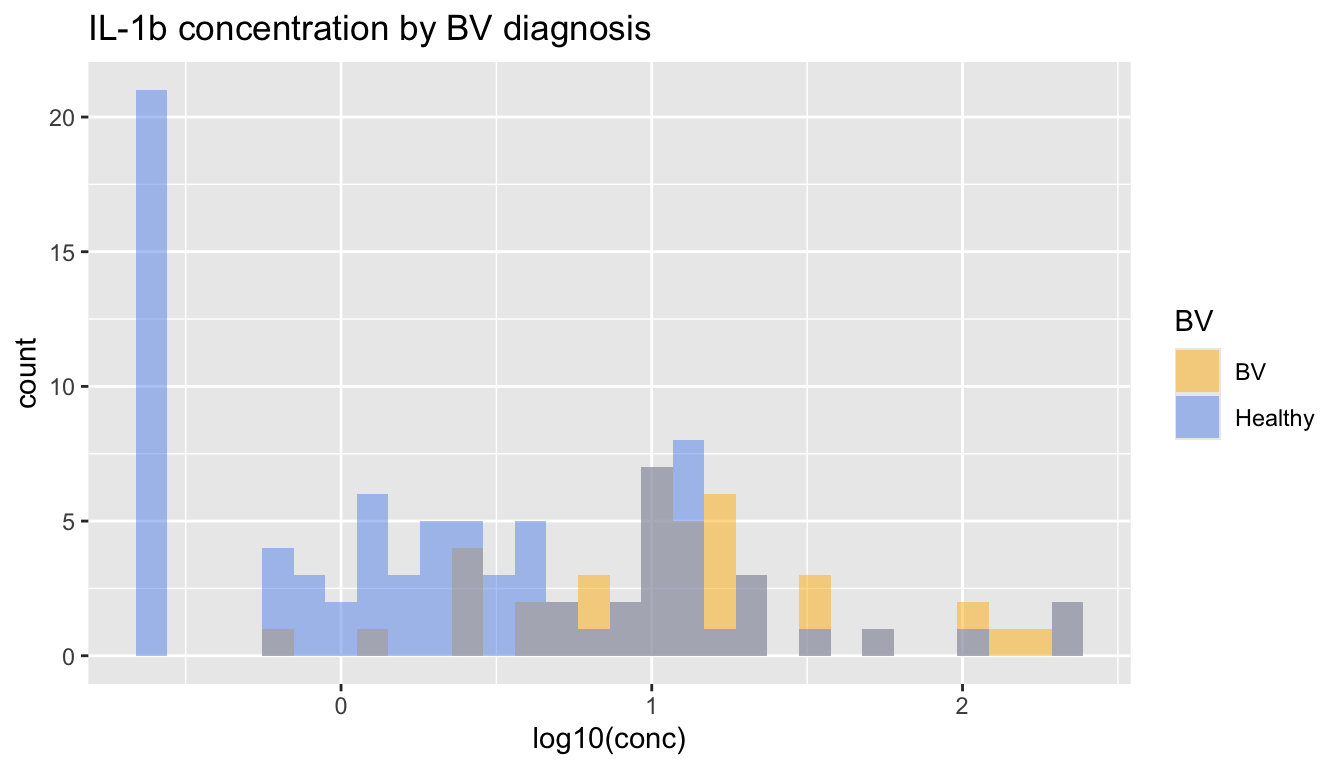 IL-1b concentration by BV diagnosis
20
15
10
5
0
count
0 1 2
log10(conc)
BV
BV
Healthy